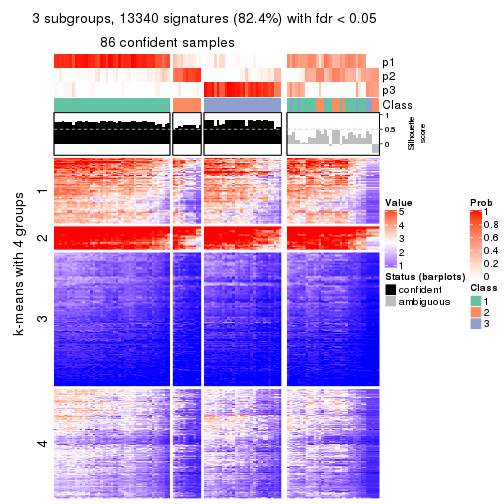 3 subgroups, 13340 signatures (82.4%) with fdr < 0.05
86 confident samples
p1
p2
p3
Class
1
0.5
0
Silhouette
score
k-means with 4 groups
1
2
3
4
Value
5
4
3
2
1
Status (barplots)
confident
ambiguous
Prob
1
0.8
0.6
0.4
0.2
0
Class
1
2
3